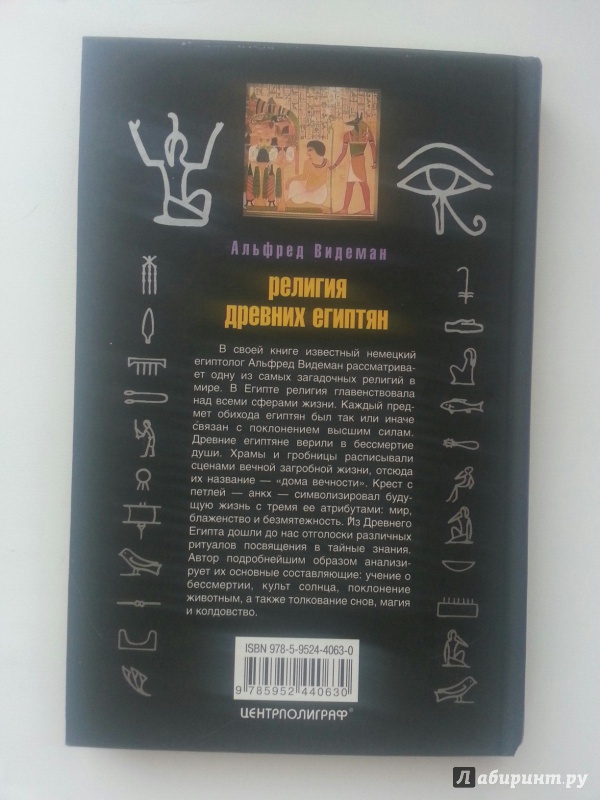 Альфред Видеман
религия
древних египтян
В своей книге известный немецкий
египтолог Альфред Видеман рассматрива-
ет одну из самых загадочных религий в
мире. В Египте религия главенствовала
над всеми сферами жизни. Каждый пред-
мет обихода египтян был так или иначе
связан с поклонением высшим силам.
Древние египтяне верили в бессмертие
души. Храмы и гробницы расписывали
сценами вечной загробной жизни, отсюда
их название — «дома вечности». Крест с
петлей — анкх — символизировал буду-
щую жизнь с тремя ее атрибутами: мир,
блаженство и безмятежность. Из Древнего
Египта дошли до нас отголоски различных
ритуалов посвящения в тайные знания.
Автор подробнейшим образом анализи-
рует их основные составляющие: учение о
бессмертии, культ солнца, поклонение
животным, а также толкование снов, магия
и колдовство.
ISBN 978-5-9524-4063-0
9 785952 440630
ЦЕНТРПОЛИГРАФ®
Лабиринт.ру